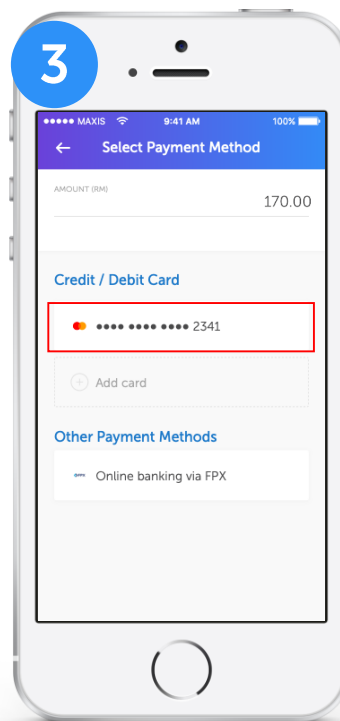 3
MAXIS 9:41 AM 100%
Select Payment Method
AMOUNT (RM)
170.00
Credit / Debit Card
•••• •••• •••• 2341
Add card
Other Payment Methods
Online banking via FPX